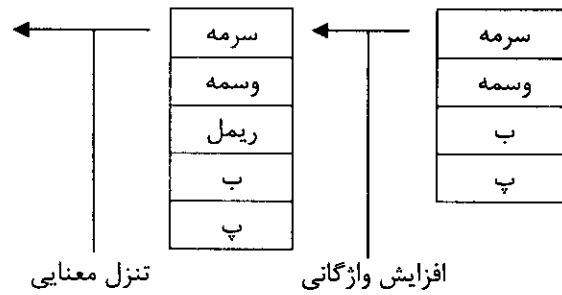 سرمه
وسمه
ب
پ
افزایش واژگانی
سرمه
وسمه
ریمل
ب
پ
تنزل معنایی